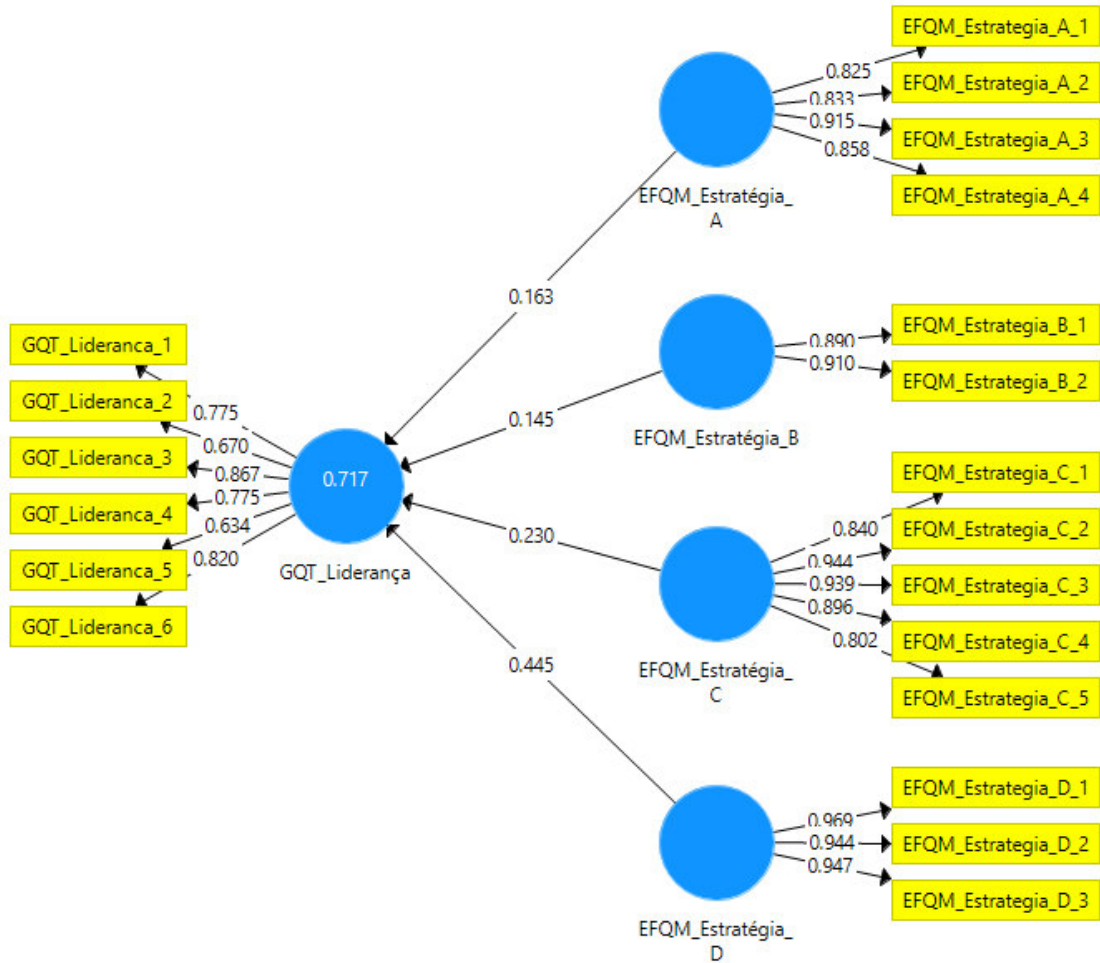 GQT_Lideranca_1
GQT_Lideranca_2
GQT_Lideranca_3
GQT_Lideranca_4
GQT_Lideranca_5
GQT_Lideranca_6
0.775
0.670
0.867
0.775
0.634
0.820
0.717
GQT_Liderança
0.163
0.145
0.230
0.445
EFQM_Estratégia_
A
0.825
0.833
0.915
0.858
EFQM_Estrategia_A_1
EFQM_Estrategia_A_2
EFQM_Estrategia_A_3
EFQM_Estrategia_A_4
EFQM_Estratégia_B
0.890
0.910
EFQM_Estrategia_B_1
EFQM_Estrategia_B_2
EFQM_Estratégia_
C
0.840
0.944
0.939
0.896
0.802
EFQM_Estrategia_C_1
EFQM_Estrategia_C_2
EFQM_Estrategia_C_3
EFQM_Estrategia_C_4
EFQM_Estrategia_C_5
EFQM_Estratégia_
D
0.969
0.944
0.947
EFQM_Estrategia_D_1
EFQM_Estrategia_D_2
EFQM_Estrategia_D_3